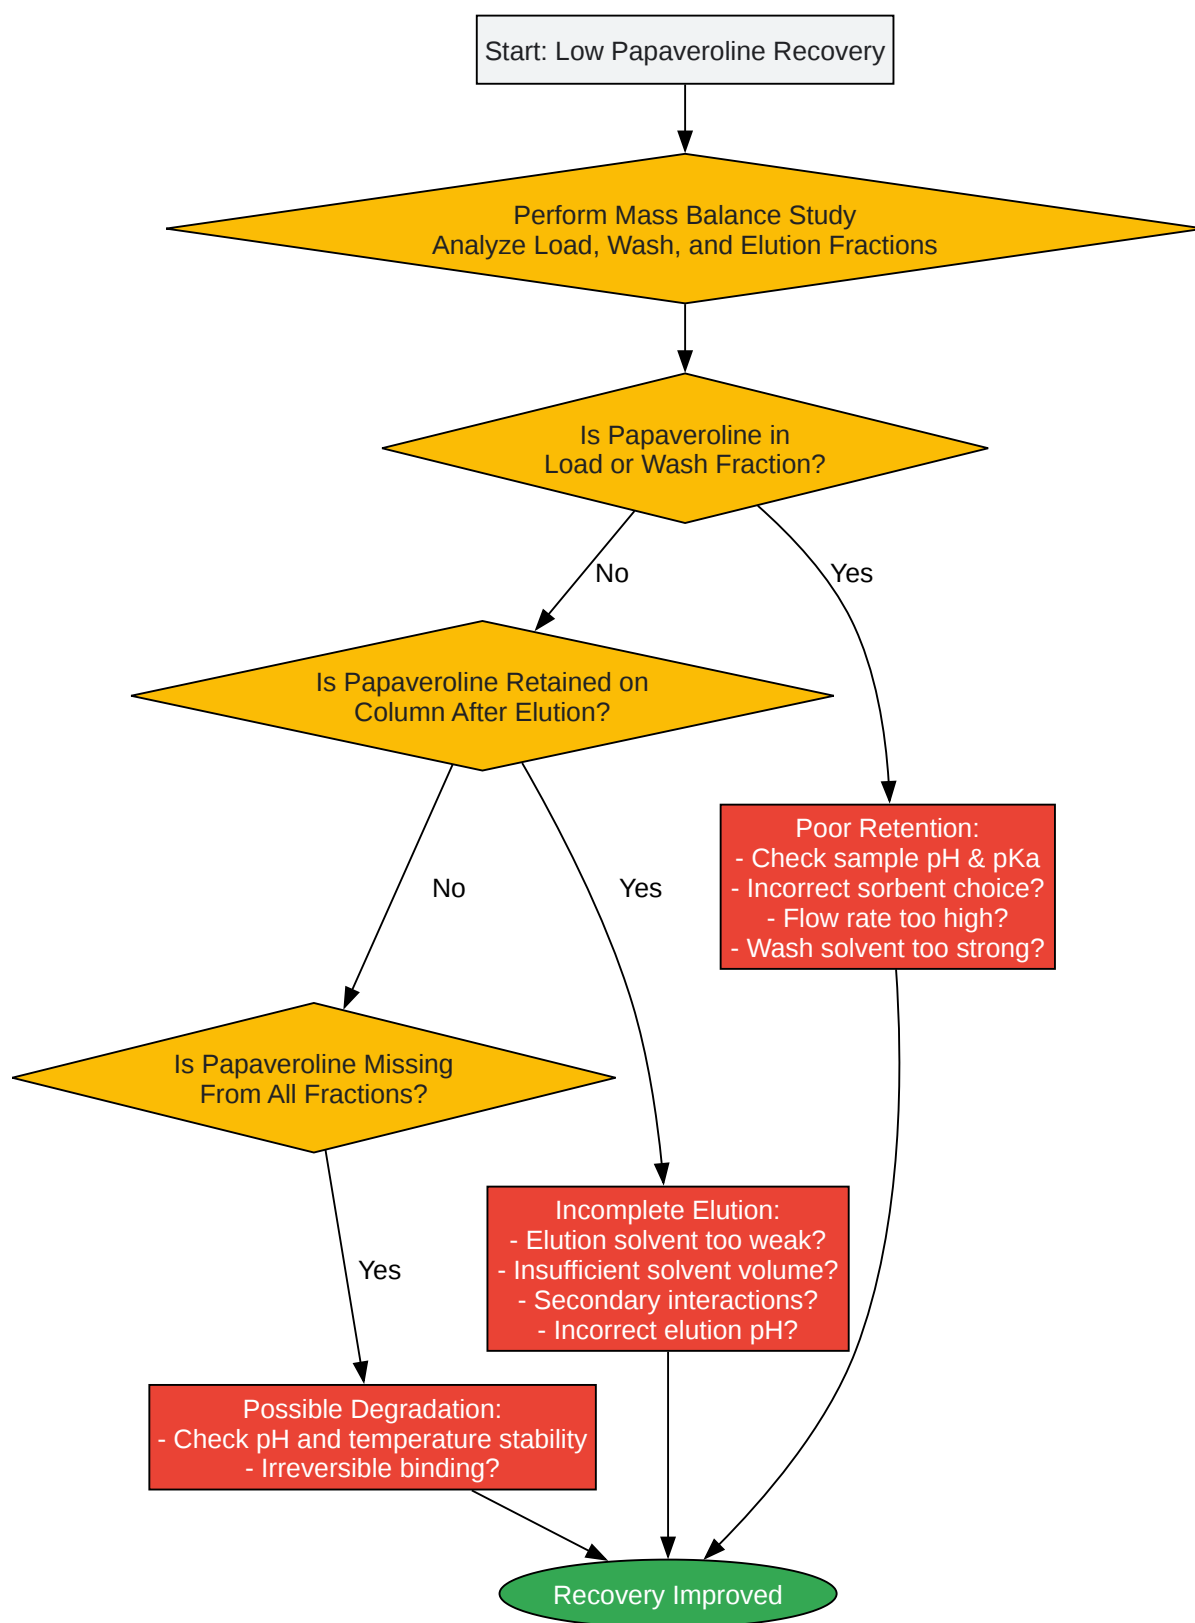 Start: Low Papaveroline Recovery
Perform Mass Balance Study
Analyze Load, Wash, and Elution Fractions
Is Papaveroline in
Load or Wash Fraction?
No
Yes
Is Papaveroline Retained on
Column After Elution?
Poor Retention:
- Check sample pH & pKa
- Incorrect sorbent choice?
- Flow rate too high?
- Wash solvent too strong?
No
Yes
Is Papaveroline Missing
From All Fractions?
Incomplete Elution:
- Elution solvent too weak?
- Insufficient solvent volume?
- Secondary interactions?
- Incorrect elution pH?
Yes
Possible Degradation:
- Check pH and temperature stability
- Irreversible binding?
Recovery Improved